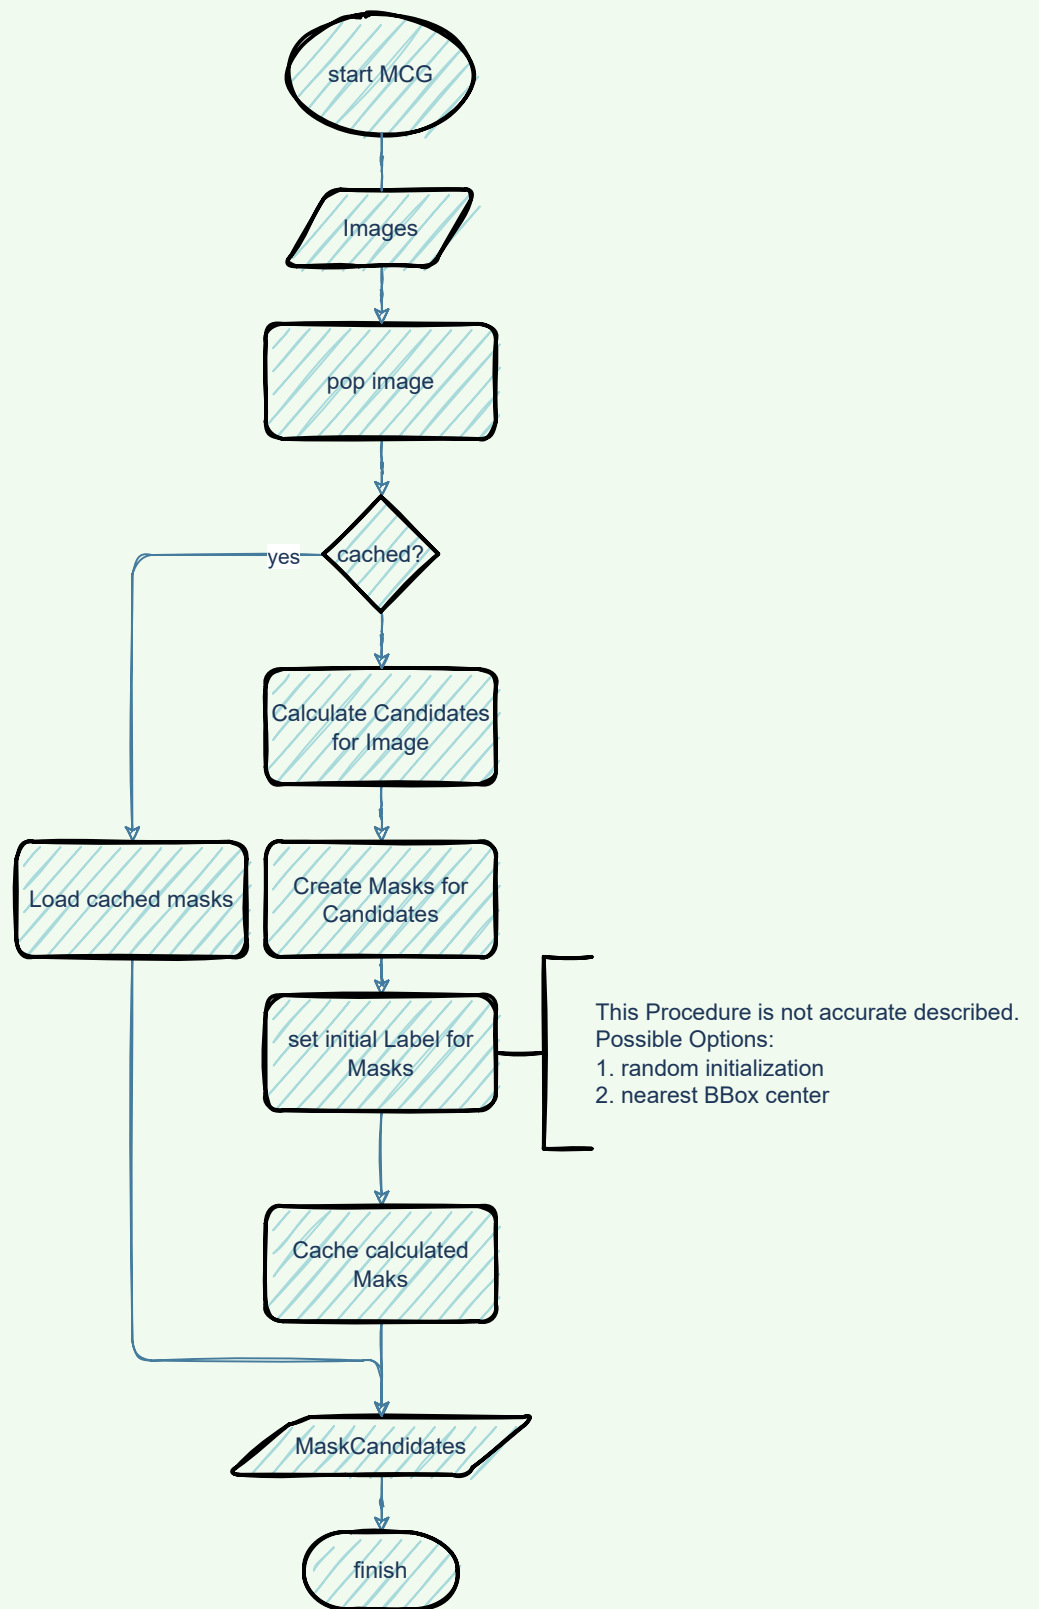 start MCG
Images
pop image
cached?
yes
Calculate Candidates
for Image
Load cached masks
Create Masks for
Candidates
set initial Label for
Masks
This Procedure is not accurate described.
Possible Options:
1. random initialization
2. nearest BBox center
Cache calculated
Maks
MaskCandidates
finish